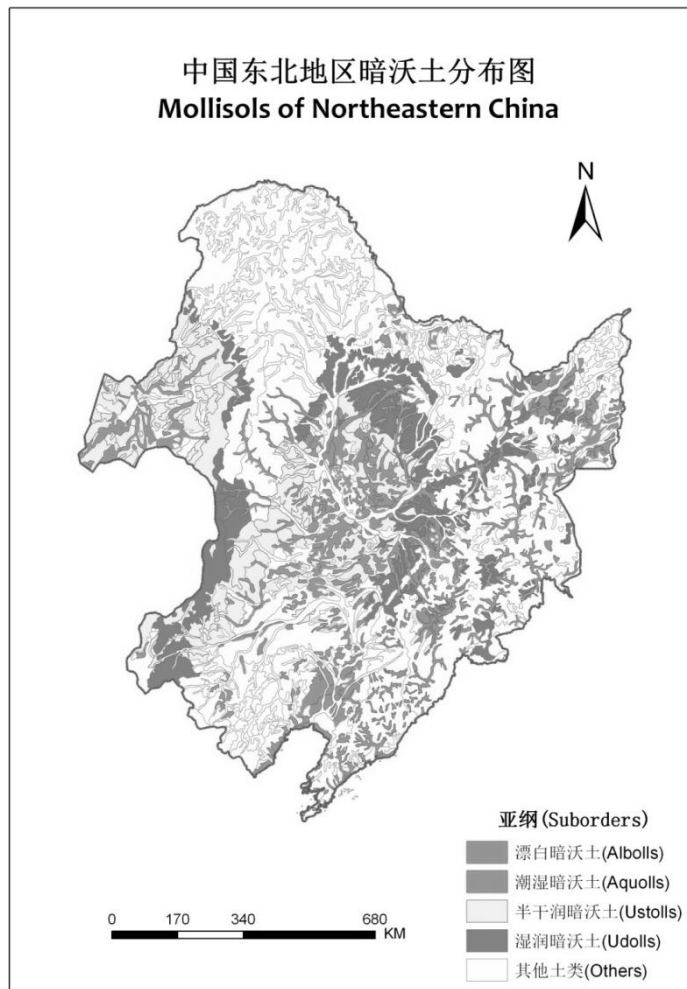 中国东北地区暗沃土分布图
Mollisols of Northeastern China
N
亚纲(Suborders)
漂白暗沃土(Albolls)
潮湿暗沃土(Aquolls)
半干润暗沃土(Ustolls)
湿润暗沃土(Udolls)
其他土类(Others)
0 170 340 680
KM